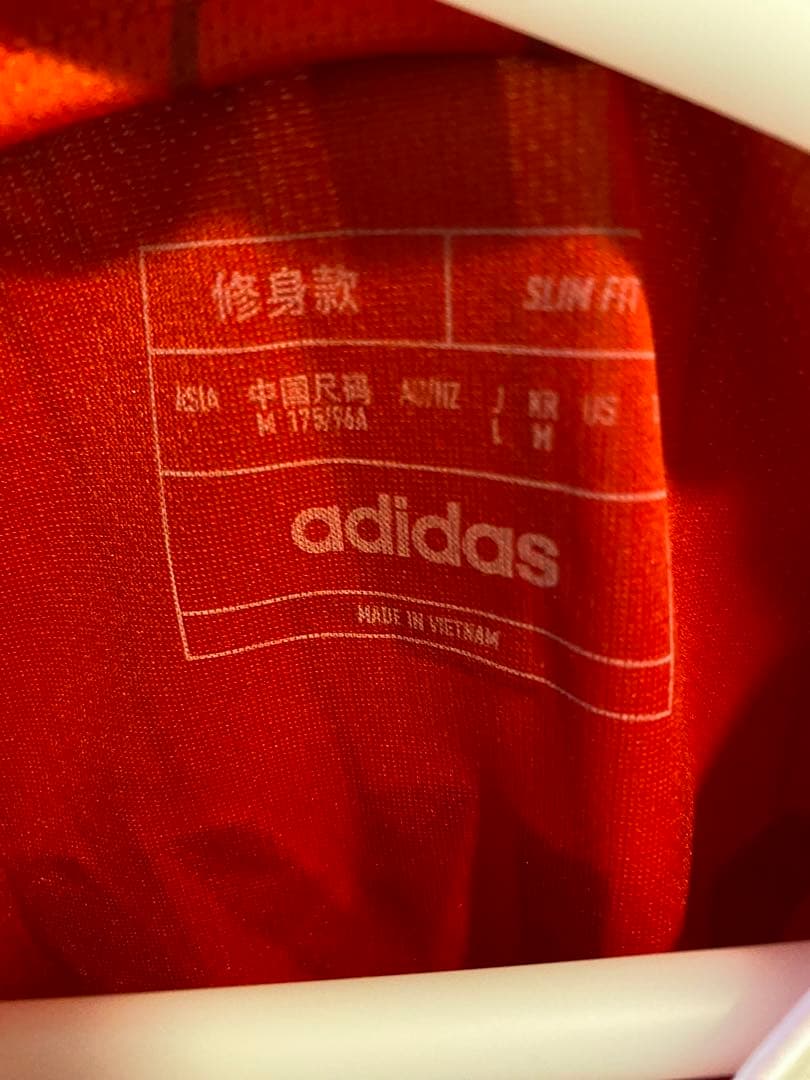 修身款 SLIM FIT
ASIA 中国尺码 AU/NZ J KR US
M 175/96A L M
adidas
MADE IN VIETNAM